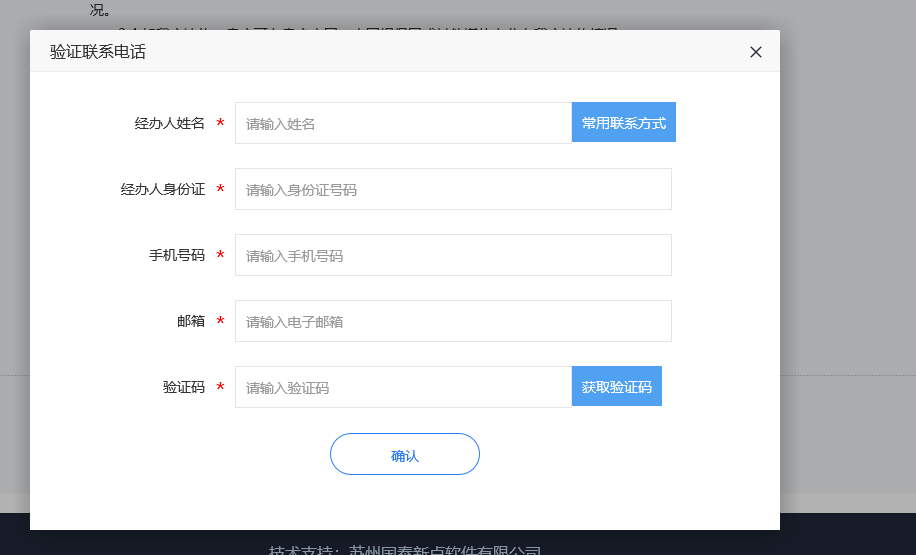 况。
验证联系电话
经办人姓名 * 请输入姓名 常用联系方式
经办人身份证 * 请输入身份证号码
手机号码 * 请输入手机号码
邮箱 * 请输入电子邮箱
验证码 * 请输入验证码 获取验证码
确认
技术支持：苏州国泰新点软件有限公司